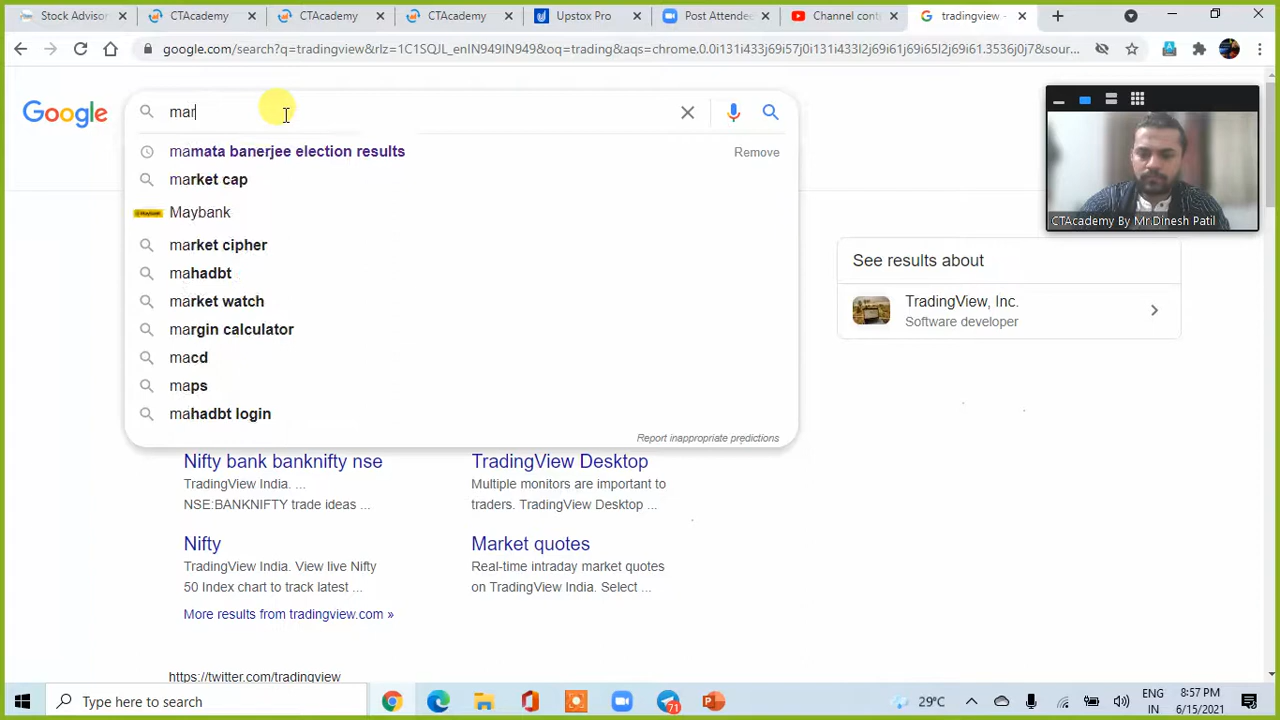 Stock Advisor
CTAcademy
CTAcademy
CTAcademy
Upstox Pro
Post Attendee
Channel cont
tradingview -
google.com/search?q=tradingview&rlz=1C1SQJL_enIN949IN949&oq=trading&aqs=chrome.0.0i131i433j69i57j0i131i433l2j69i61j69i65l2j69i61.3536j0j7&sour...
Google
mar
mamata banerjee election results
Remove
market cap
Maybank
market cipher
mahadbt
market watch
margin calculator
macd
maps
mahadbt login
Report inappropriate predictions
CTAcademy By Mr.Dinesh Patil
See results about
TradingView, Inc.
Software developer
Nifty bank banknifty nse
TradingView India. ...
NSE:BANKNIFTY trade ideas ...
TradingView Desktop
Multiple monitors are important to
traders. TradingView Desktop ...
Nifty
TradingView India. View live Nifty
50 Index chart to track latest ...
Market quotes
Real-time intraday market quotes
on TradingView India. Select ...
More results from tradingview.com »
https://twitter.com/tradingview
Type here to search
71
29°C
ENG
IN
8:57 PM
6/15/2021